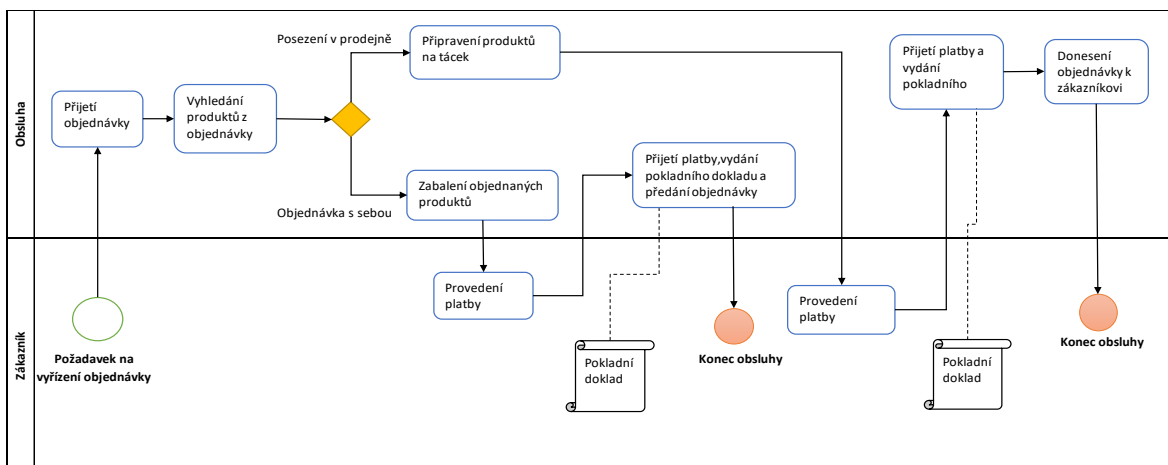 Obsluha
Přijetí
objednávky
Vyhledání
produktů z
objednávky
Posezení v prodejně
Objednávka s sebou
Připravení produktů
na tácek
Zabalení objednaných
produktů
Přijetí platby,vydání
pokladního dokladu a
předání objednávky
Přijetí platby a
vydání
pokladního
Donesení
objednávky k
zákazníkovi
Zákazník
Požadavek na
vyřízení objednávky
Provedení
platby
Pokladní
doklad
Konec obsluhy
Provedení
platby
Pokladní
doklad
Konec obsluhy